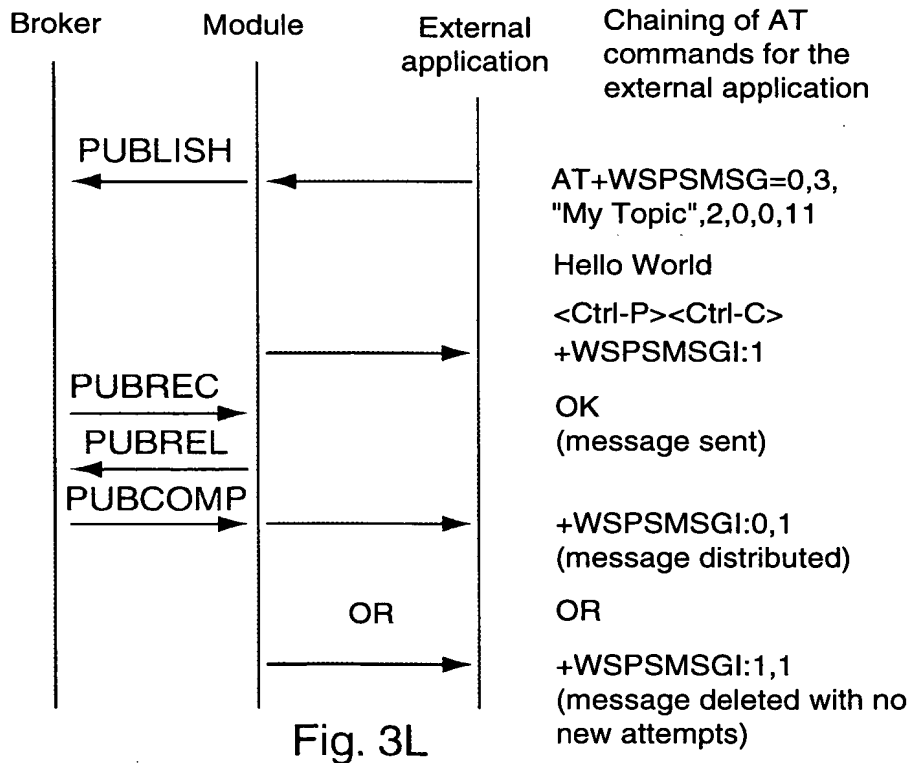 Broker
Module
External
application
Chaining of AT
commands for the
external application
PUBLISH
AT+WSPSMSG=0,3,
"My Topic",2,0,0,11
Hello World
<Ctrl-P><Ctrl-C>
+WSPSMSGI:1
PUBREC
OK
(message sent)
PUBREL
PUBCOMP
+WSPSMSGI:0,1
(message distributed)
OR
OR
+WSPSMSGI:1,1
(message deleted with no
new attempts)
Fig. 3L